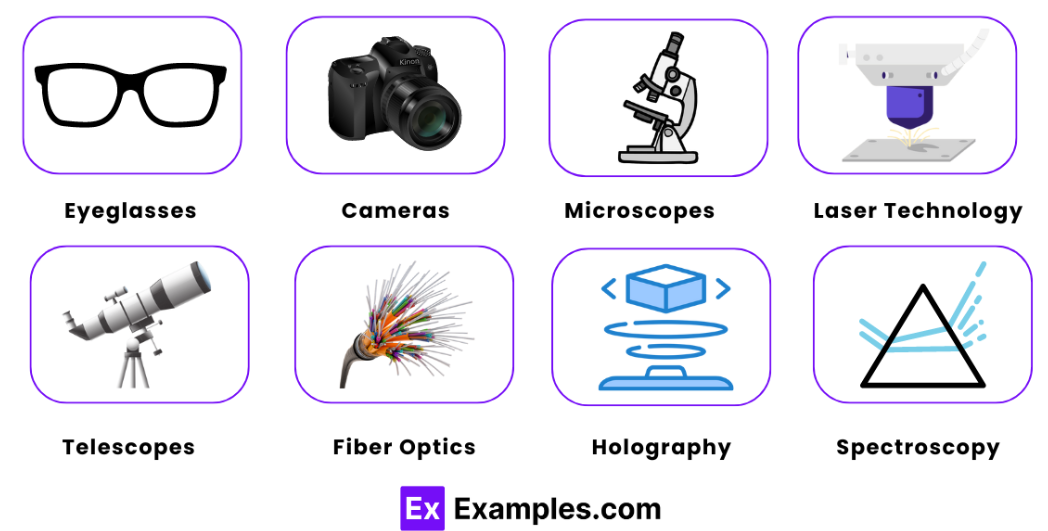 Kinon
Eyeglasses
Cameras
Microscopes
Laser Technology
Telescopes
Fiber Optics
Holography
Spectroscopy
Ex Examples.com